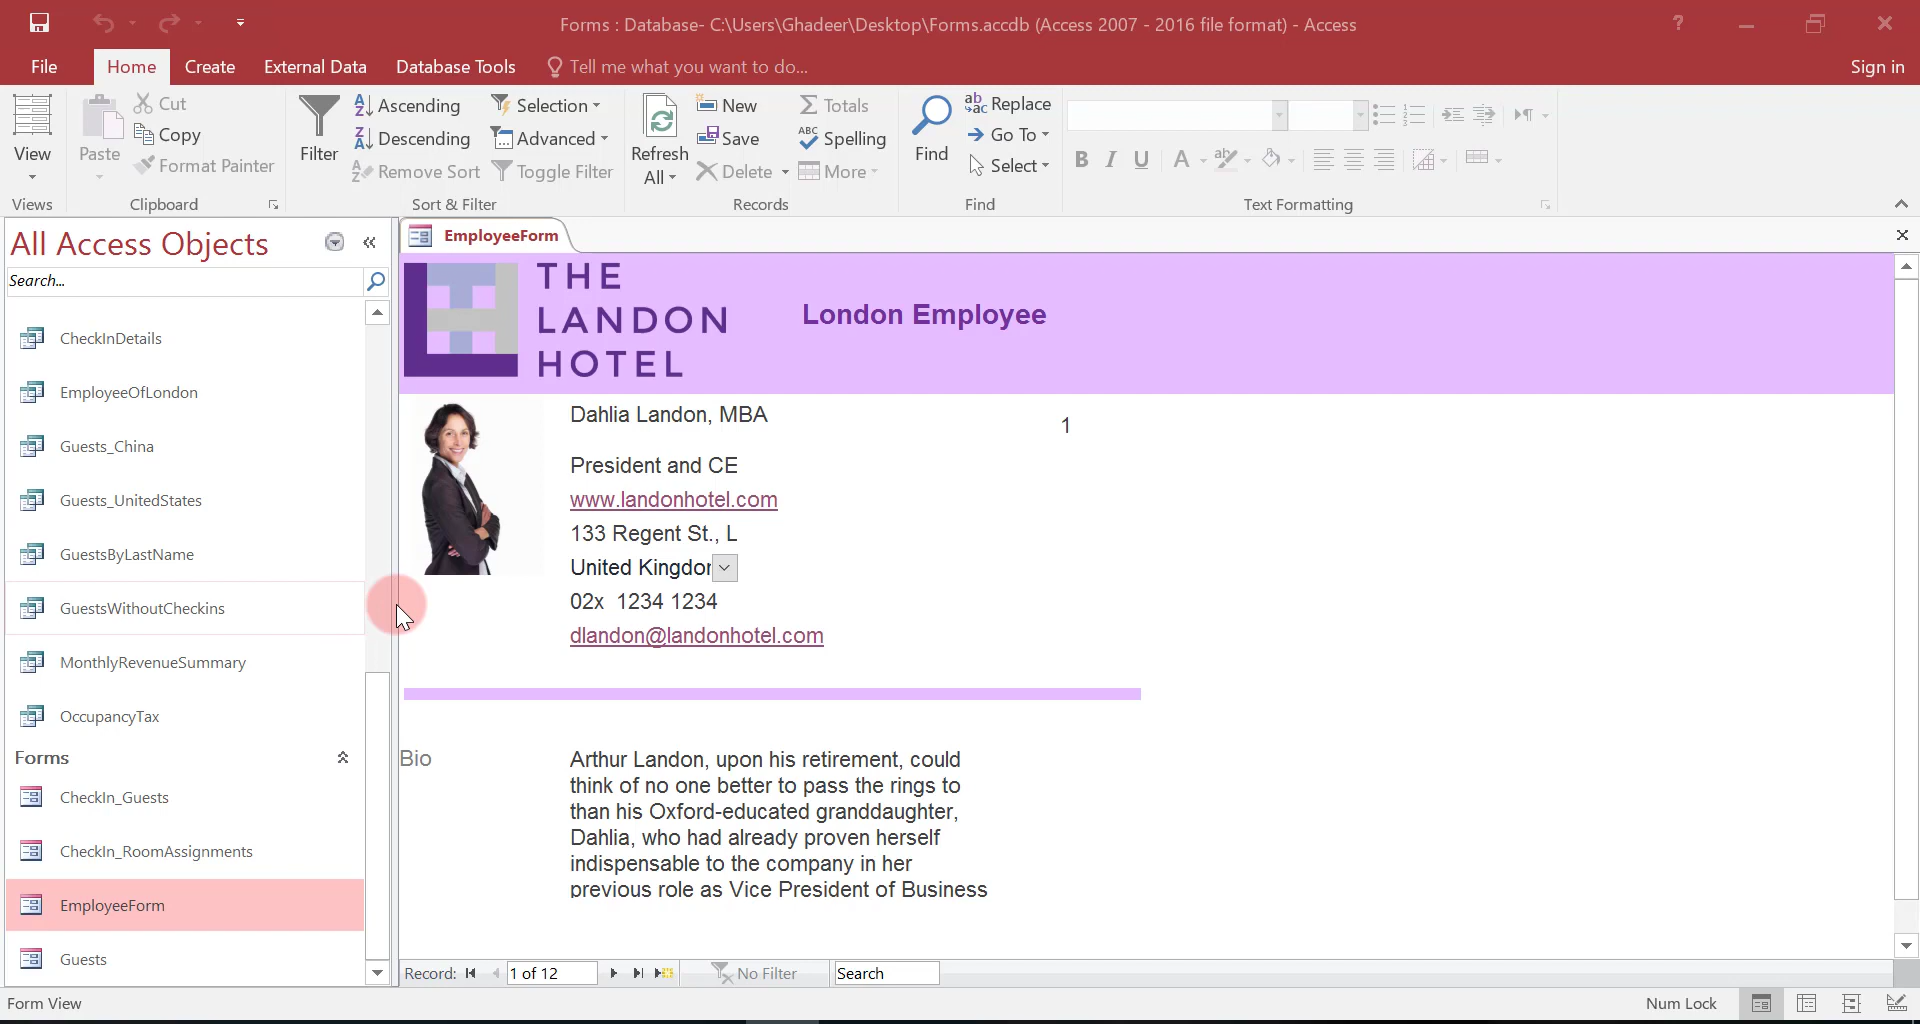 Forms : Database- C:\Users\Ghadeer\Desktop\Forms.accdb (Access 2007 - 2016 file format) - Access
?
File Home Create External Data Database Tools Tell me what you want to do... Sign in
View
Views
Paste
Cut
Copy
Format Painter
Clipboard
Filter
Ascending
Descending
Remove Sort
Selection
Advanced
Toggle Filter
Sort & Filter
Refresh
All
New
Save
Delete
Totals
Spelling
More
Records
Find
Replace
Go To
Select
Find
B I U A
Text Formatting
All Access Objects
Search...
CheckInDetails
EmployeeOfLondon
Guests_China
Guests_UnitedStates
GuestsByLastName
GuestsWithoutCheckins
MonthlyRevenueSummary
OccupancyTax
Forms
CheckIn_Guests
CheckIn_RoomAssignments
EmployeeForm
Guests
EmployeeForm
THE
LANDON
HOTEL
London Employee
Dahlia Landon, MBA
1
President and CE
www.landonhotel.com
133 Regent St., L
United Kingdor
02x 1234 1234
dlandon@landonhotel.com
Bio
Arthur Landon, upon his retirement, could
think of no one better to pass the rings to
than his Oxford-educated granddaughter,
Dahlia, who had already proven herself
indispensable to the company in her
previous role as Vice President of Business
Record: 1 of 12 No Filter Search
Form View
Num Lock